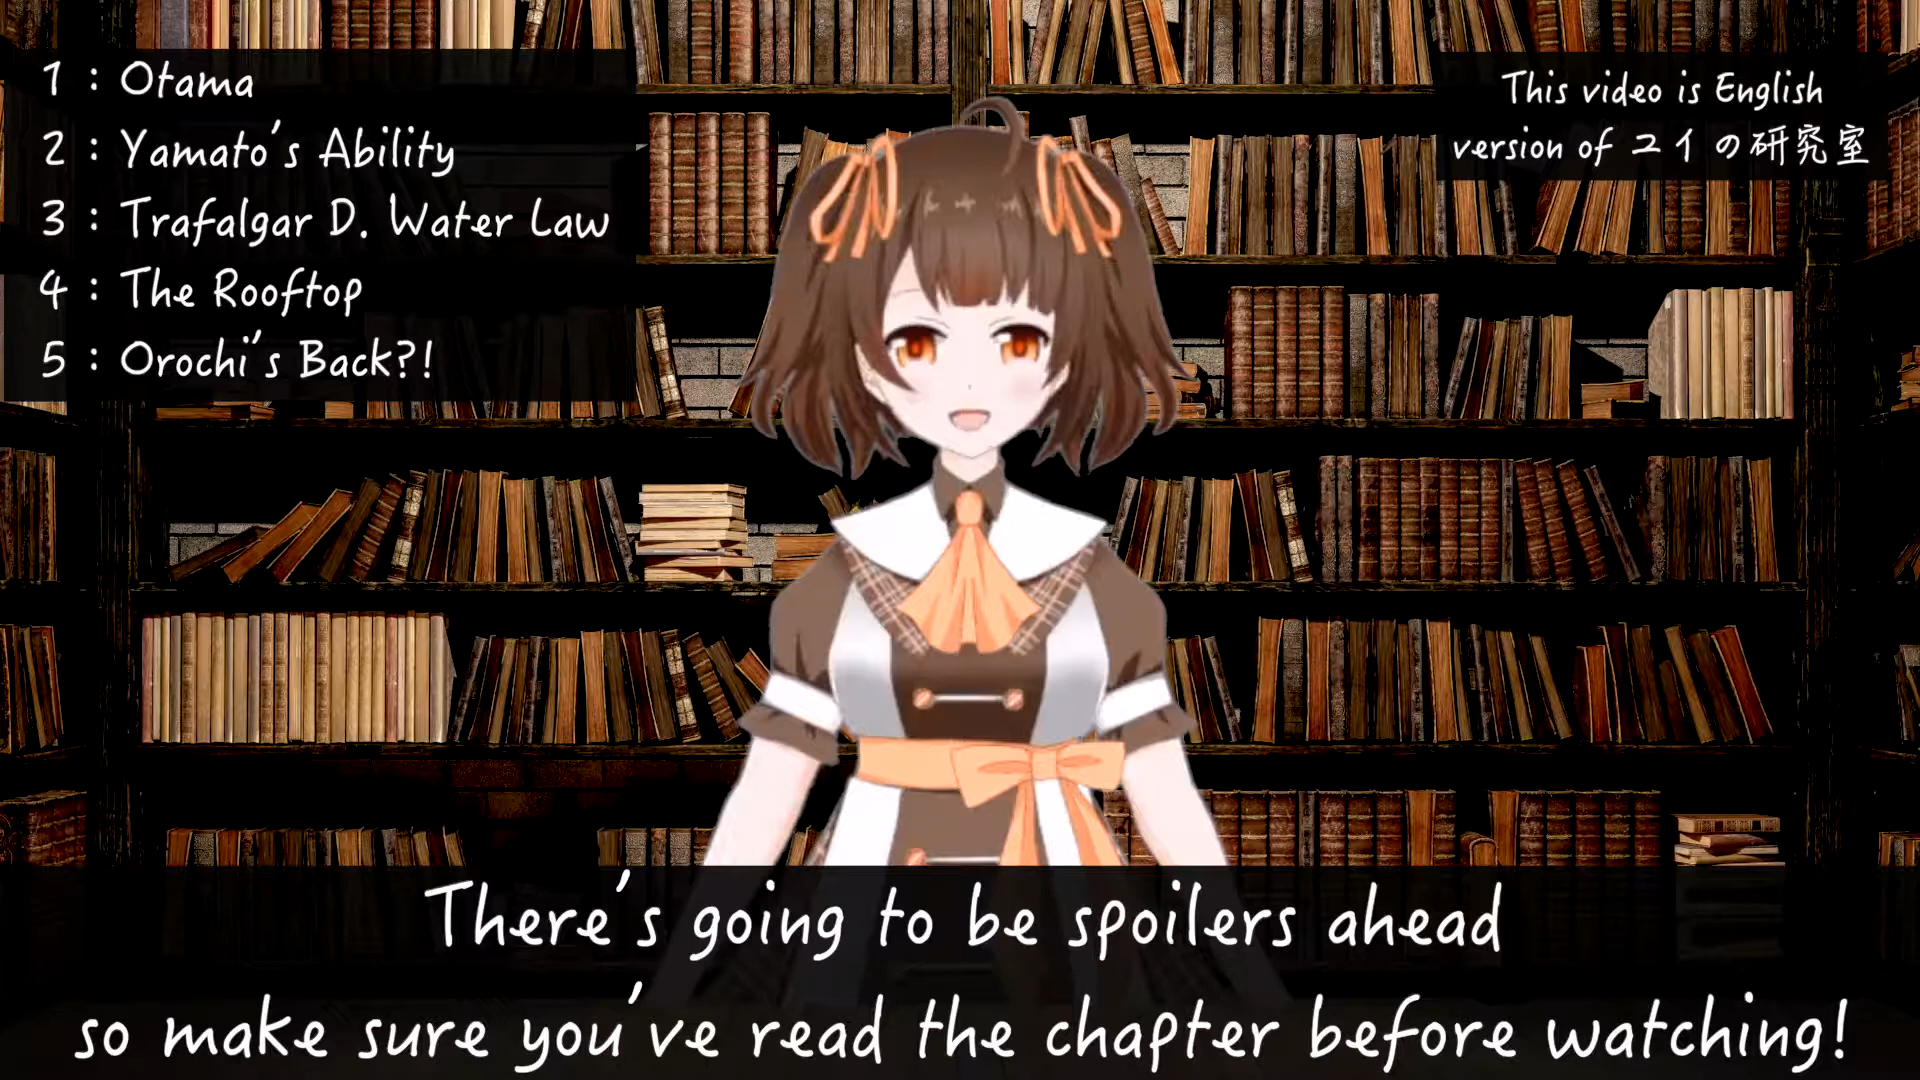 1 : Otama
2 : Yamato's Ability
3 : Trafalgar D. Water Law
4 : The Rooftop
5 : Orochi's Back?!
This video is English
version of ユイの研究室
There's going to be spoilers ahead
so make sure you've read the chapter before watching!